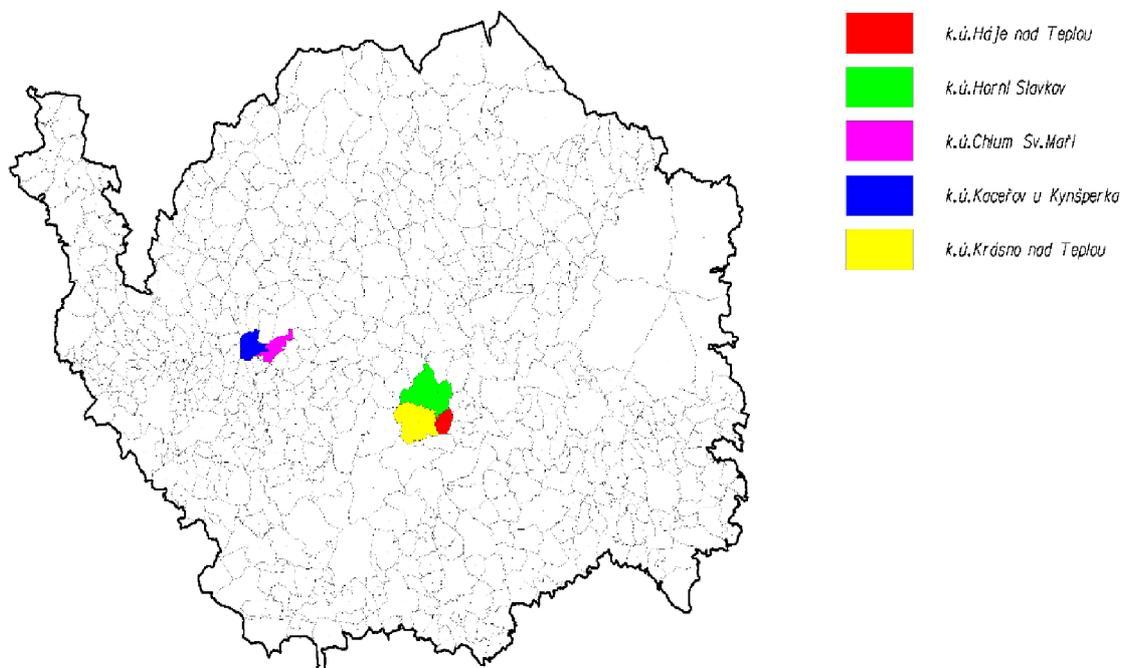 k.ú.Háje nad Teplou
k.ú.Horní Slavkov
k.ú.Chlum Sv.Maří
k.ú.Kaceřov u Kynšperka
k.ú.Krásno nad Teplou